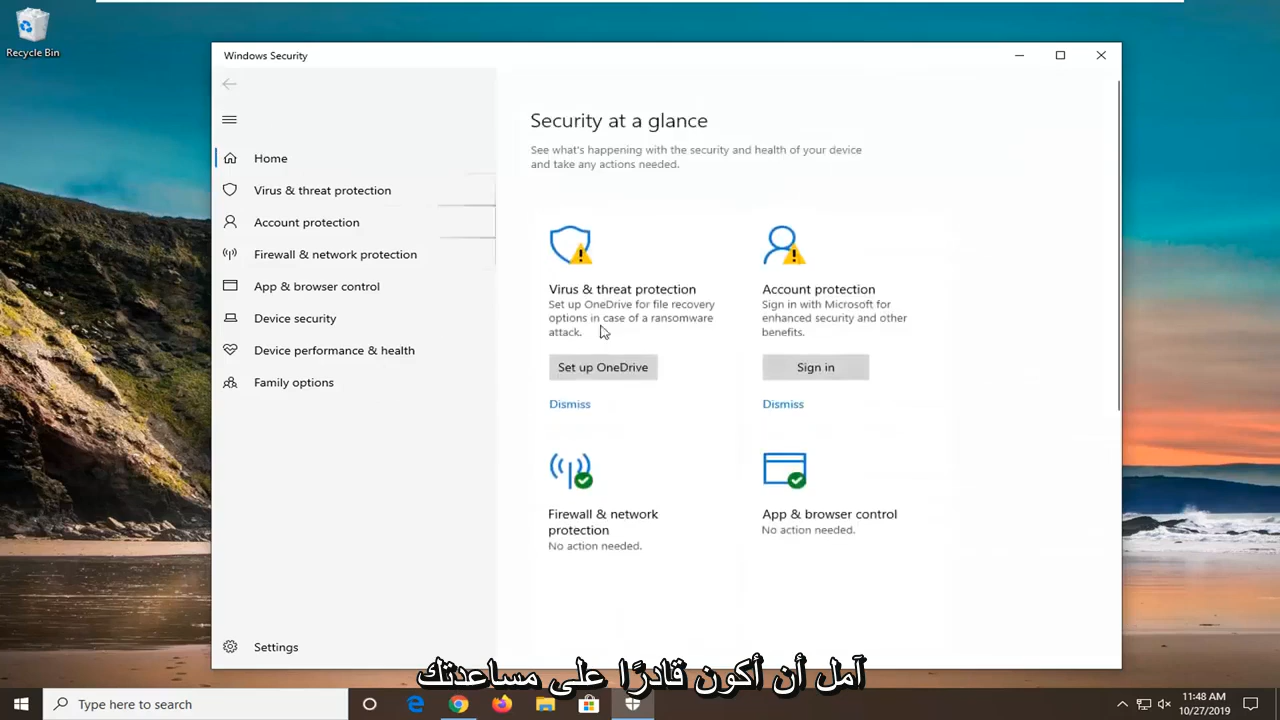 Recycle Bin
Windows Security
Home
Virus & threat protection
Account protection
Firewall & network protection
App & browser control
Device security
Device performance & health
Family options
Settings
Security at a glance
See what's happening with the security and health of your device
and take any actions needed.
Virus & threat protection
Set up OneDrive for file recovery
options in case of a ransomware
attack.
Set up OneDrive
Dismiss
Account protection
Sign in with Microsoft for
enhanced security and other
benefits.
Sign in
Dismiss
Firewall & network
protection
No action needed.
App & browser control
No action needed.
آمل أن أكون قادرًا على مساعدتك
Type here to search
11:48 AM
10/27/2019